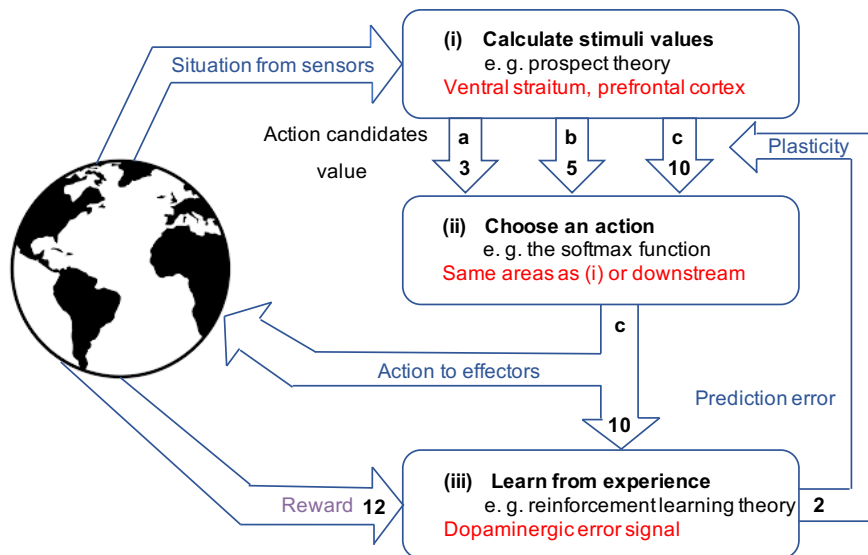 (i) Calculate stimuli values
e. g. prospect theory
Ventral straitum, prefrontal cortex
Situation from sensors
Action candidates
value
a
b
c
3
5
10
Plasticity
(ii) Choose an action
e. g. the softmax function
Same areas as (i) or downstream
c
Action to effectors
Prediction error
10
(iii) Learn from experience
e. g. reinforcement learning theory
Dopaminergic error signal
Reward 12
2